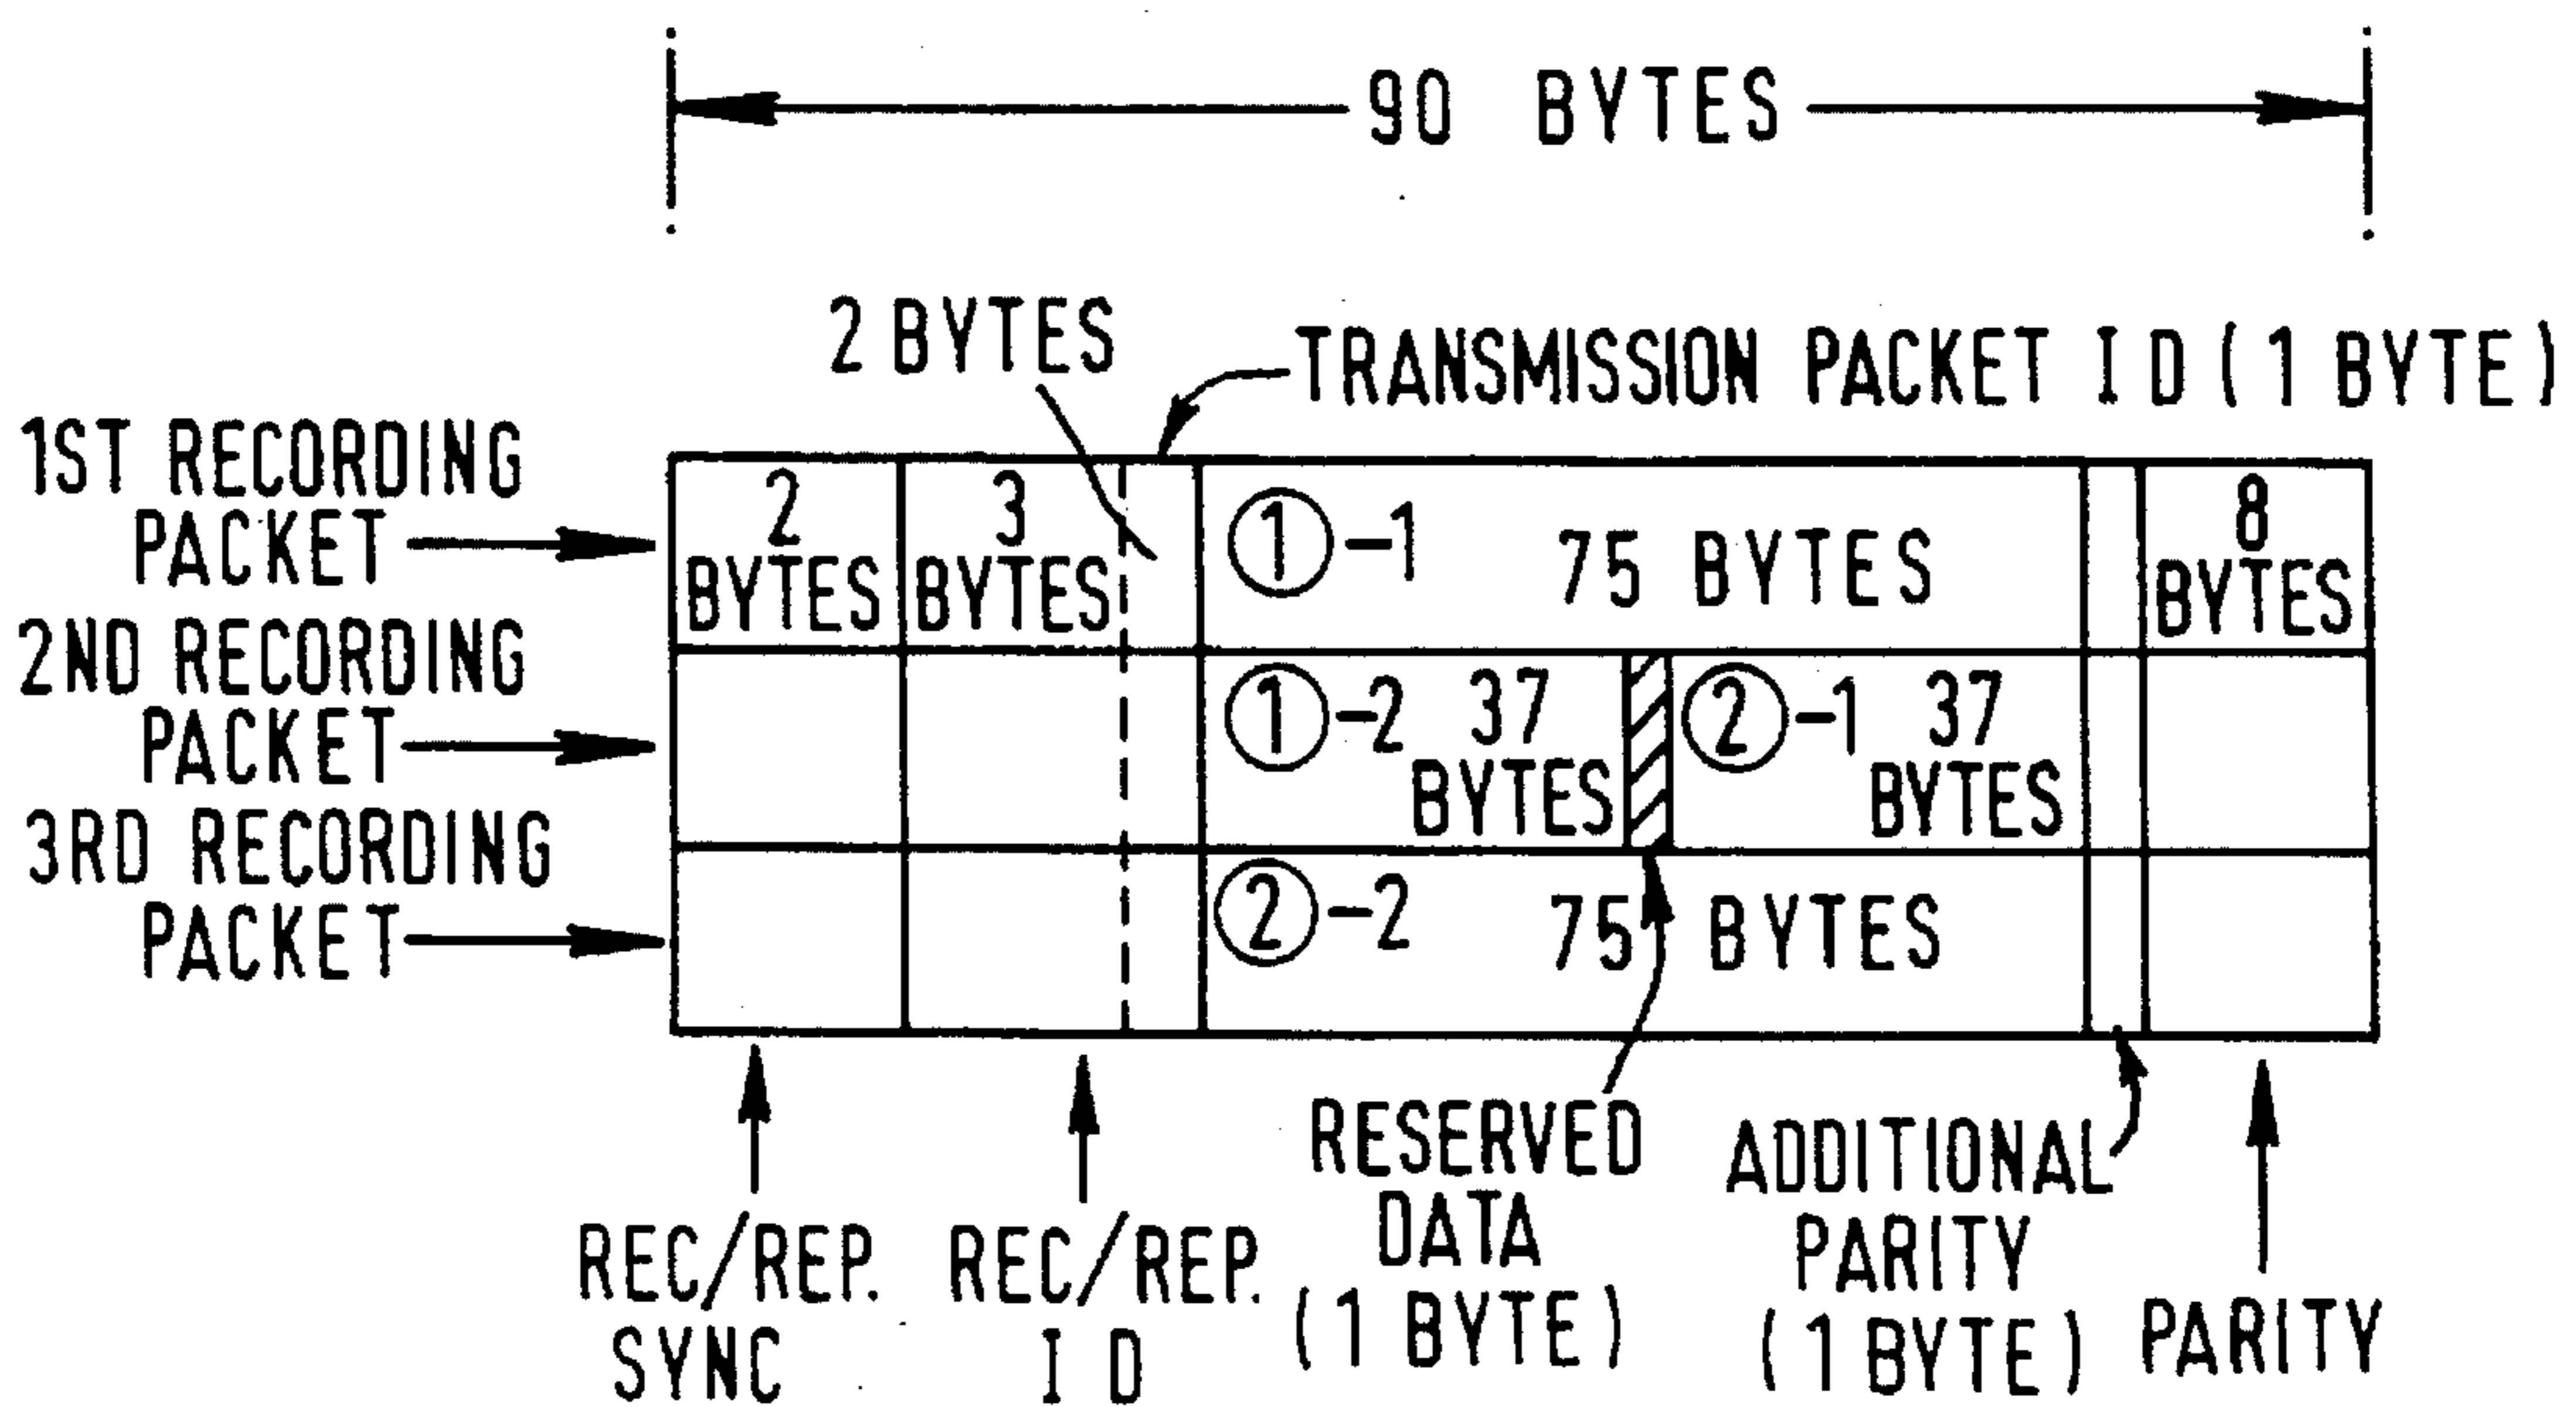 90 BYTES
2 BYTES
TRANSMISSION PACKET ID (1 BYTE)
1ST RECORDING
PACKET
2
BYTES
3
BYTES
①-1
75 BYTES
8
BYTES
2ND RECORDING
PACKET
①-2 37
BYTES
②-1 37
BYTES
3RD RECORDING
PACKET
②-2
75 BYTES
REC/REP.
SYNC
REC/REP.
ID
RESERVED
DATA
(1 BYTE)
ADDITIONAL
PARITY
(1 BYTE)
PARITY